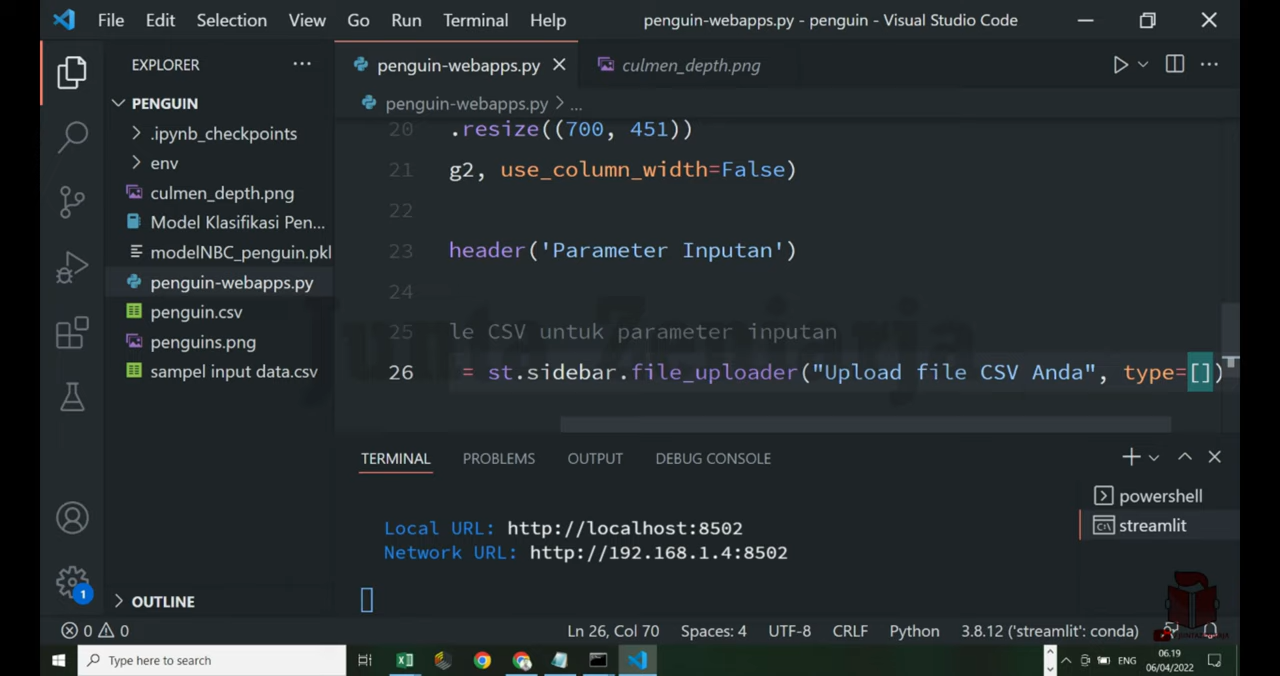 File Edit Selection View Go Run Terminal Help penguin-webapps.py - penguin - Visual Studio Code
EXPLORER
PENGUIN
.ipynb_checkpoints
env
culmen_depth.png
Model Klasifikasi Pen...
modelNBC_penguin.pkl
penguin-webapps.py
penguin.csv
penguins.png
sampel input data.csv
OUTLINE
penguin-webapps.py culmen_depth.png
penguin-webapps.py > ...
20 .resize((700, 451))
21 g2, use_column_width=False)
22
23 header('Parameter Inputan')
24
25 le CSV untuk parameter inputan
26 = st.sidebar.file_uploader("Upload file CSV Anda", type=[])
TERMINAL PROBLEMS OUTPUT DEBUG CONSOLE
Local URL: http://localhost:8502
Network URL: http://192.168.1.4:8502
powershell
streamlit
1
0 0 Ln 26, Col 70 Spaces: 4 UTF-8 CRLF Python 3.8.12 ('streamlit': conda)
Type here to search
ENG
06.19
06/04/2022